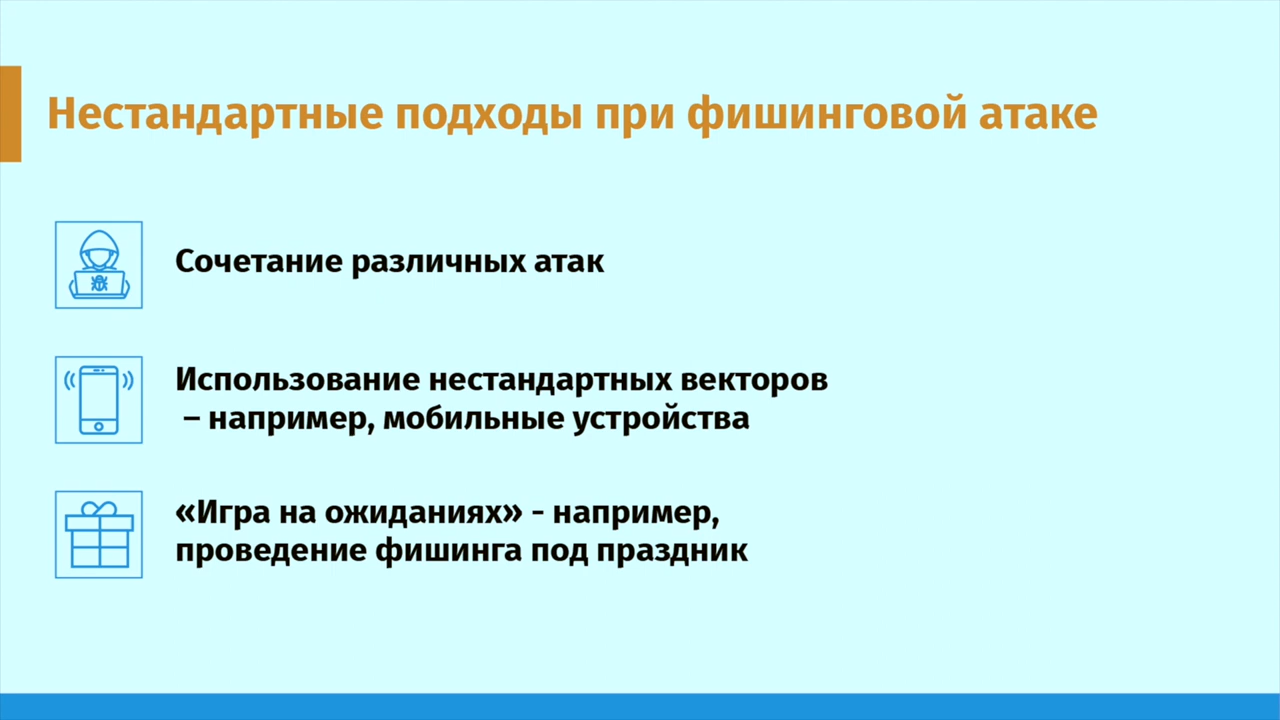 Нестандартные подходы при фишинговой атаке
Сочетание различных атак
Использование нестандартных векторов
– например, мобильные устройства
«Игра на ожиданиях» - например,
проведение фишинга под праздник